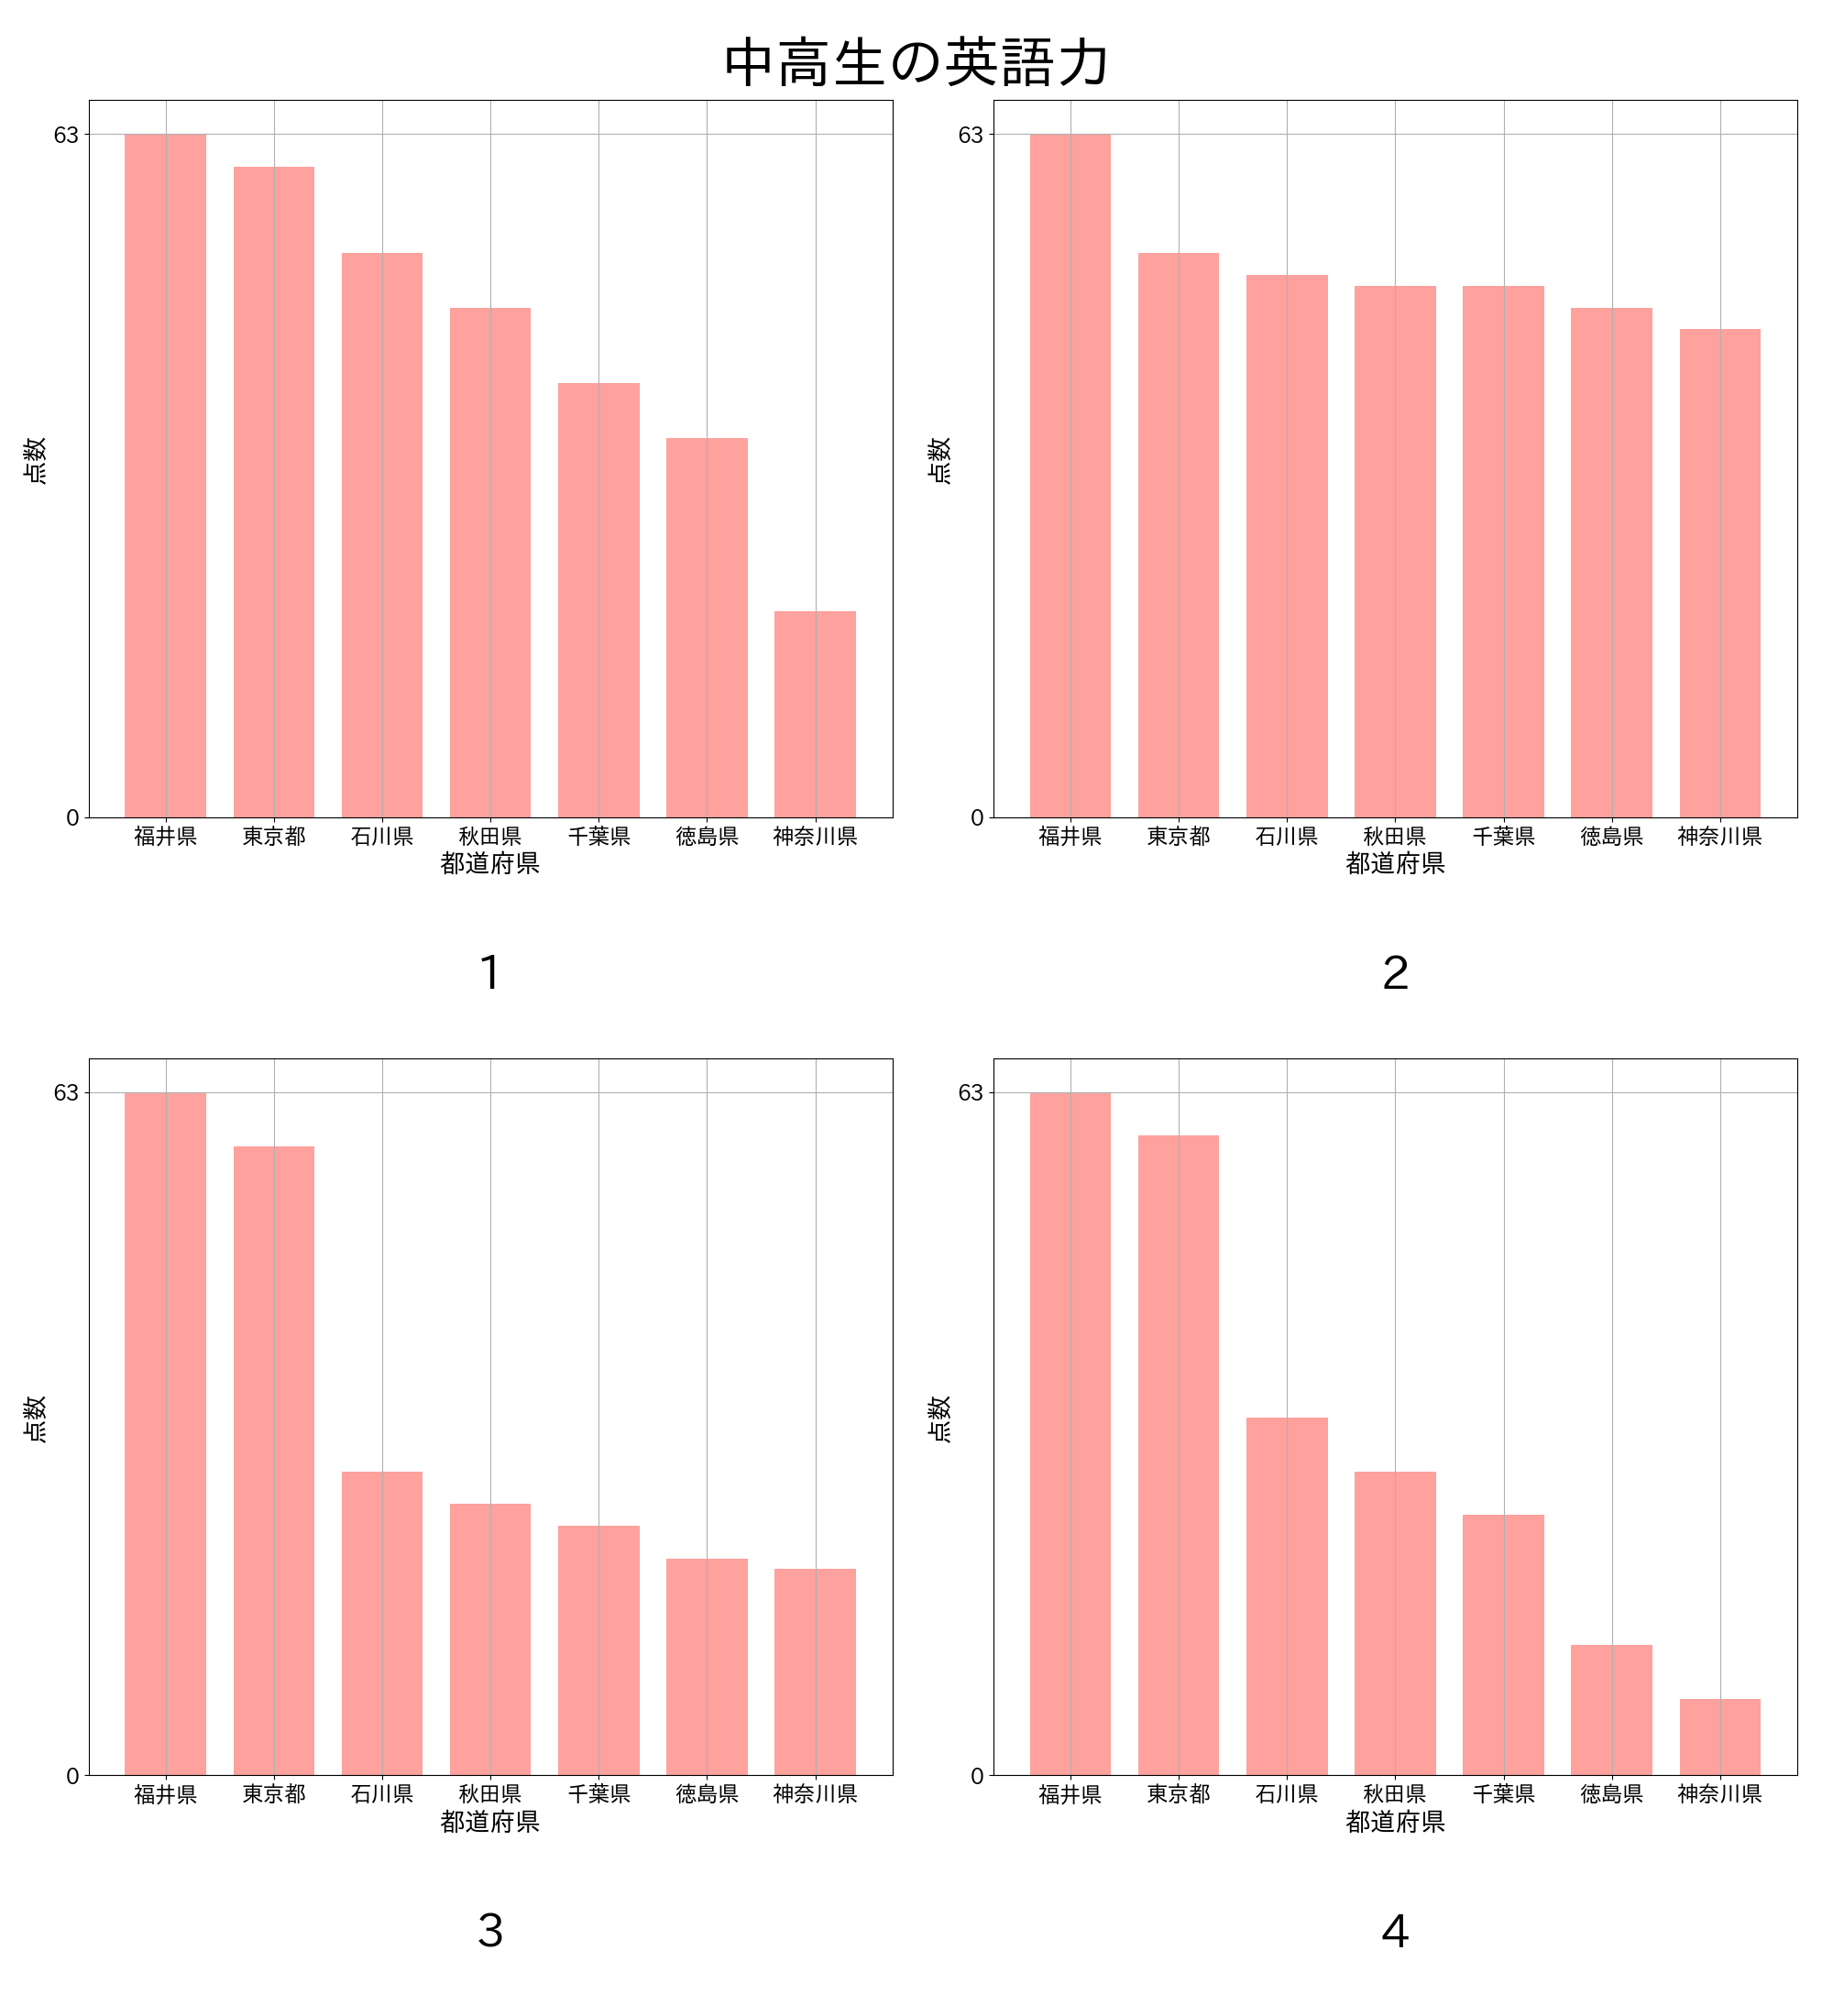 中高生の英語力
63
0
点数
福井県 東京都 石川県 秋田県 千葉県 徳島県 神奈川県
都道府県
1
63
0
点数
福井県 東京都 石川県 秋田県 千葉県 徳島県 神奈川県
都道府県
2
63
0
点数
福井県 東京都 石川県 秋田県 千葉県 徳島県 神奈川県
都道府県
3
63
0
点数
福井県 東京都 石川県 秋田県 千葉県 徳島県 神奈川県
都道府県
4